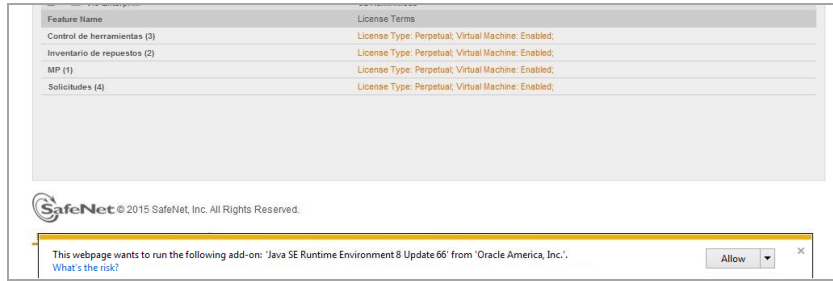 Feature Name License Terms
Control de herramientas (3) License Type: Perpetual; Virtual Machine: Enabled;
Inventario de repuestos (2) License Type: Perpetual; Virtual Machine: Enabled;
MP (1) License Type: Perpetual; Virtual Machine: Enabled;
Solicitudes (4) License Type: Perpetual; Virtual Machine: Enabled;
SafeNet © 2015 SafeNet, Inc. All Rights Reserved.
This webpage wants to run the following add-on: 'Java SE Runtime Environment 8 Update 66' from 'Oracle America, Inc.'. Allow
What's the risk?